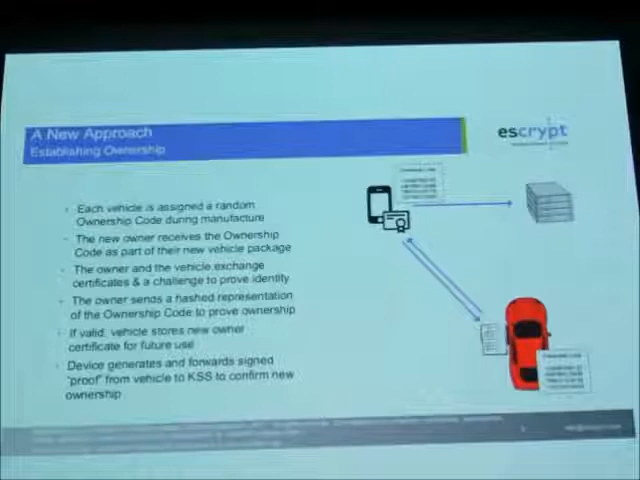 A New Approach
Establishing Ownership
escrypt
Each vehicle is assigned a random
Ownership Code during manufacture
The new owner receives the Ownership
Code as part of their new vehicle package
The owner and the vehicle exchange
certificates & a challenge to prove identity
The owner sends a hashed representation
of the Ownership Code to prove ownership
If valid, vehicle stores new owner
certificate for future use
Device generates and forwards signed
"proof" from vehicle to KSS to confirm new
ownership